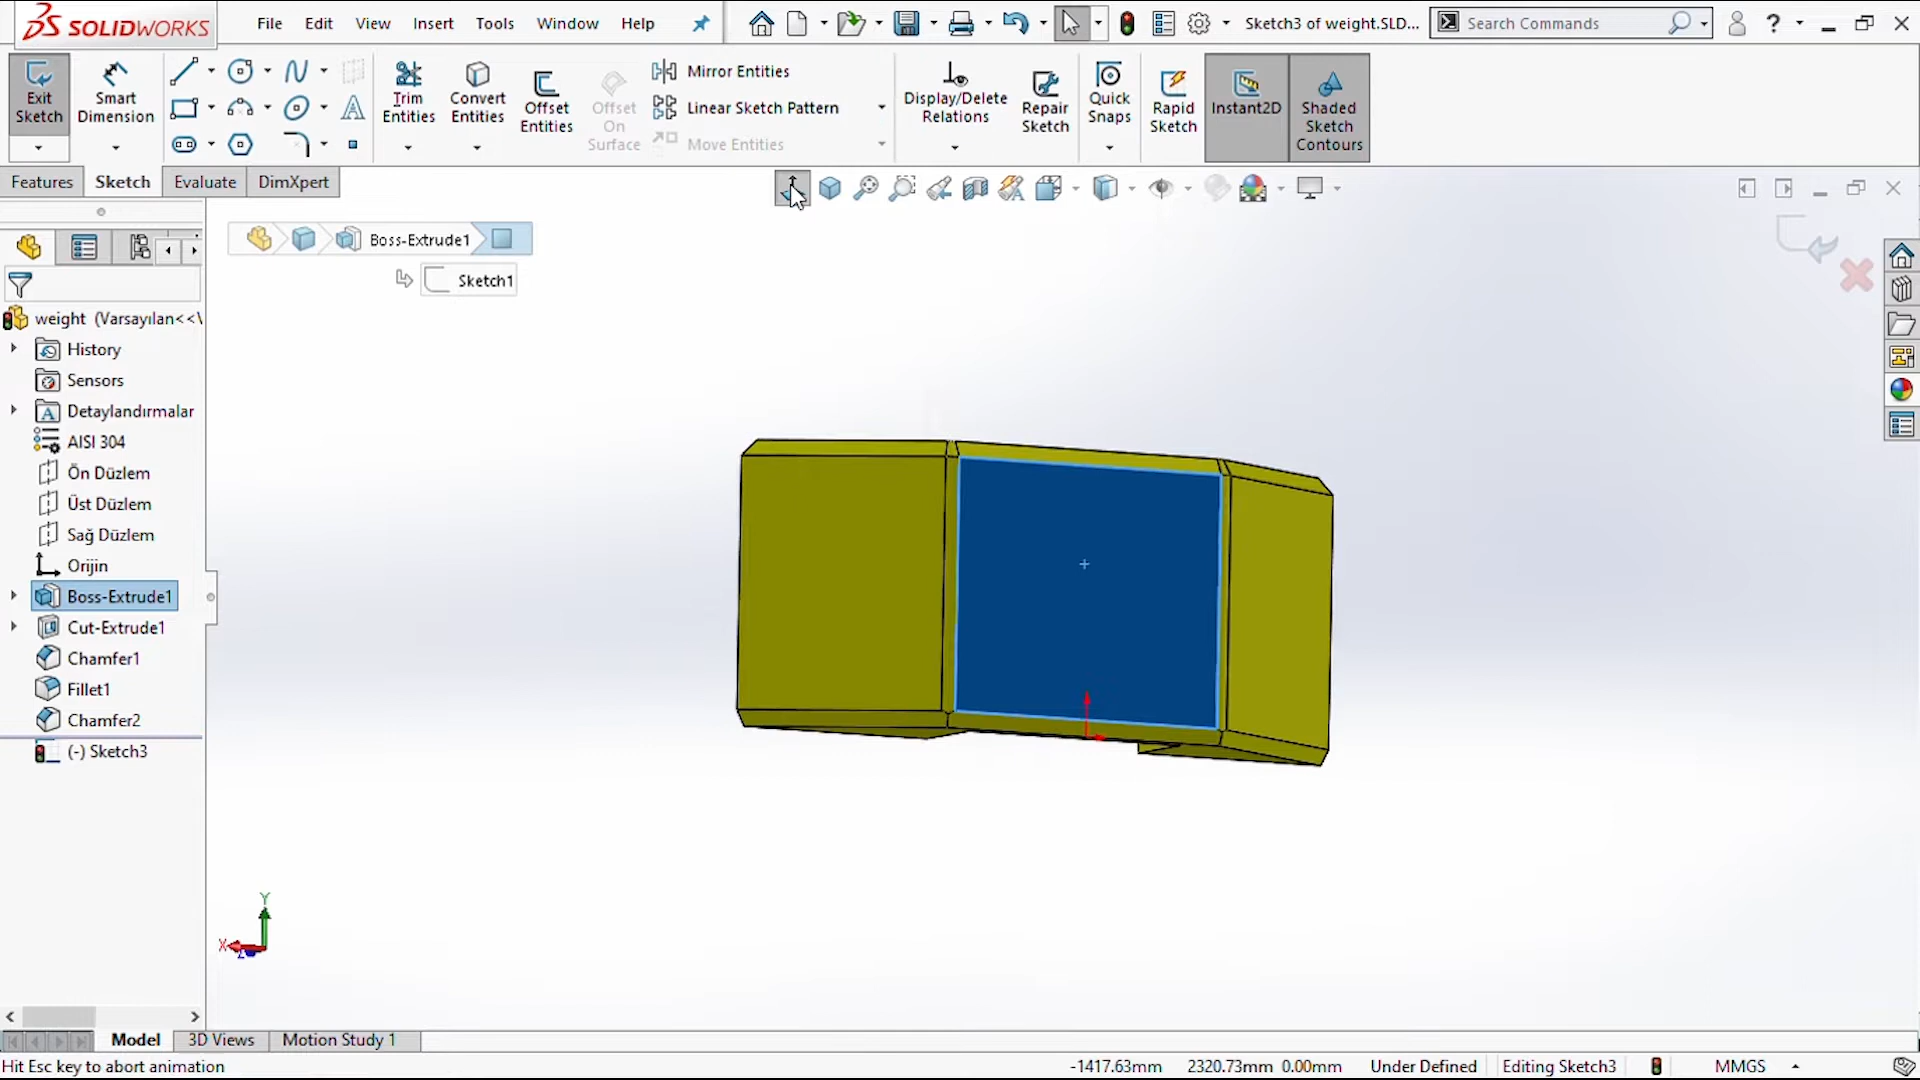 SOLIDWORKS File Edit View Insert Tools Window Help Sketch3 of weight.SLD... Search Commands ?
Exit Sketch
Smart Dimension
Trim Entities
Convert Entities
Offset Entities
Offset On Surface
Mirror Entities
Linear Sketch Pattern
Move Entities
Display/Delete Relations
Repair Sketch
Quick Snaps
Rapid Sketch
Instant2D
Shaded Sketch Contours
Features Sketch Evaluate DimXpert
Boss-Extrude1
Sketch1
weight (Varsayılan<<
History
Sensors
Detaylandırmalar
AISI 304
Ön Düzlem
Üst Düzlem
Sağ Düzlem
Orijin
Boss-Extrude1
Cut-Extrude1
Chamfer1
Fillet1
Chamfer2
(-) Sketch3
Y
X
Z
Model 3D Views Motion Study 1
Hit Esc key to abort animation -1417.63mm 2320.73mm 0.00mm Under Defined Editing Sketch3 MMGS